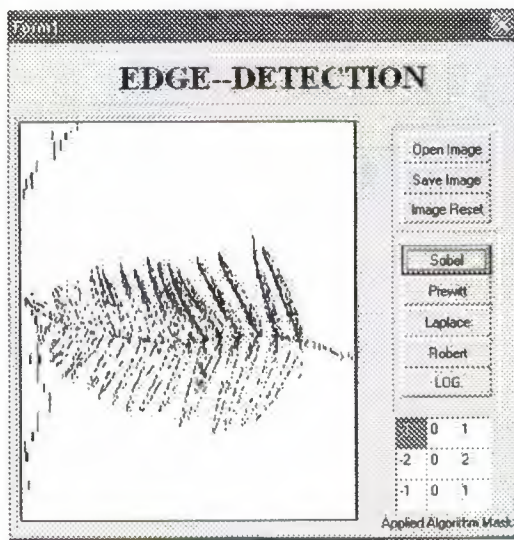 Form1
EDGE--DETECTION
Open Image
Save Image
Image Reset
Sobel
Prewitt
Laplace
Robert
LOG
0 1
-2 0 2
-1 0 1
Applied Algorithm Mask